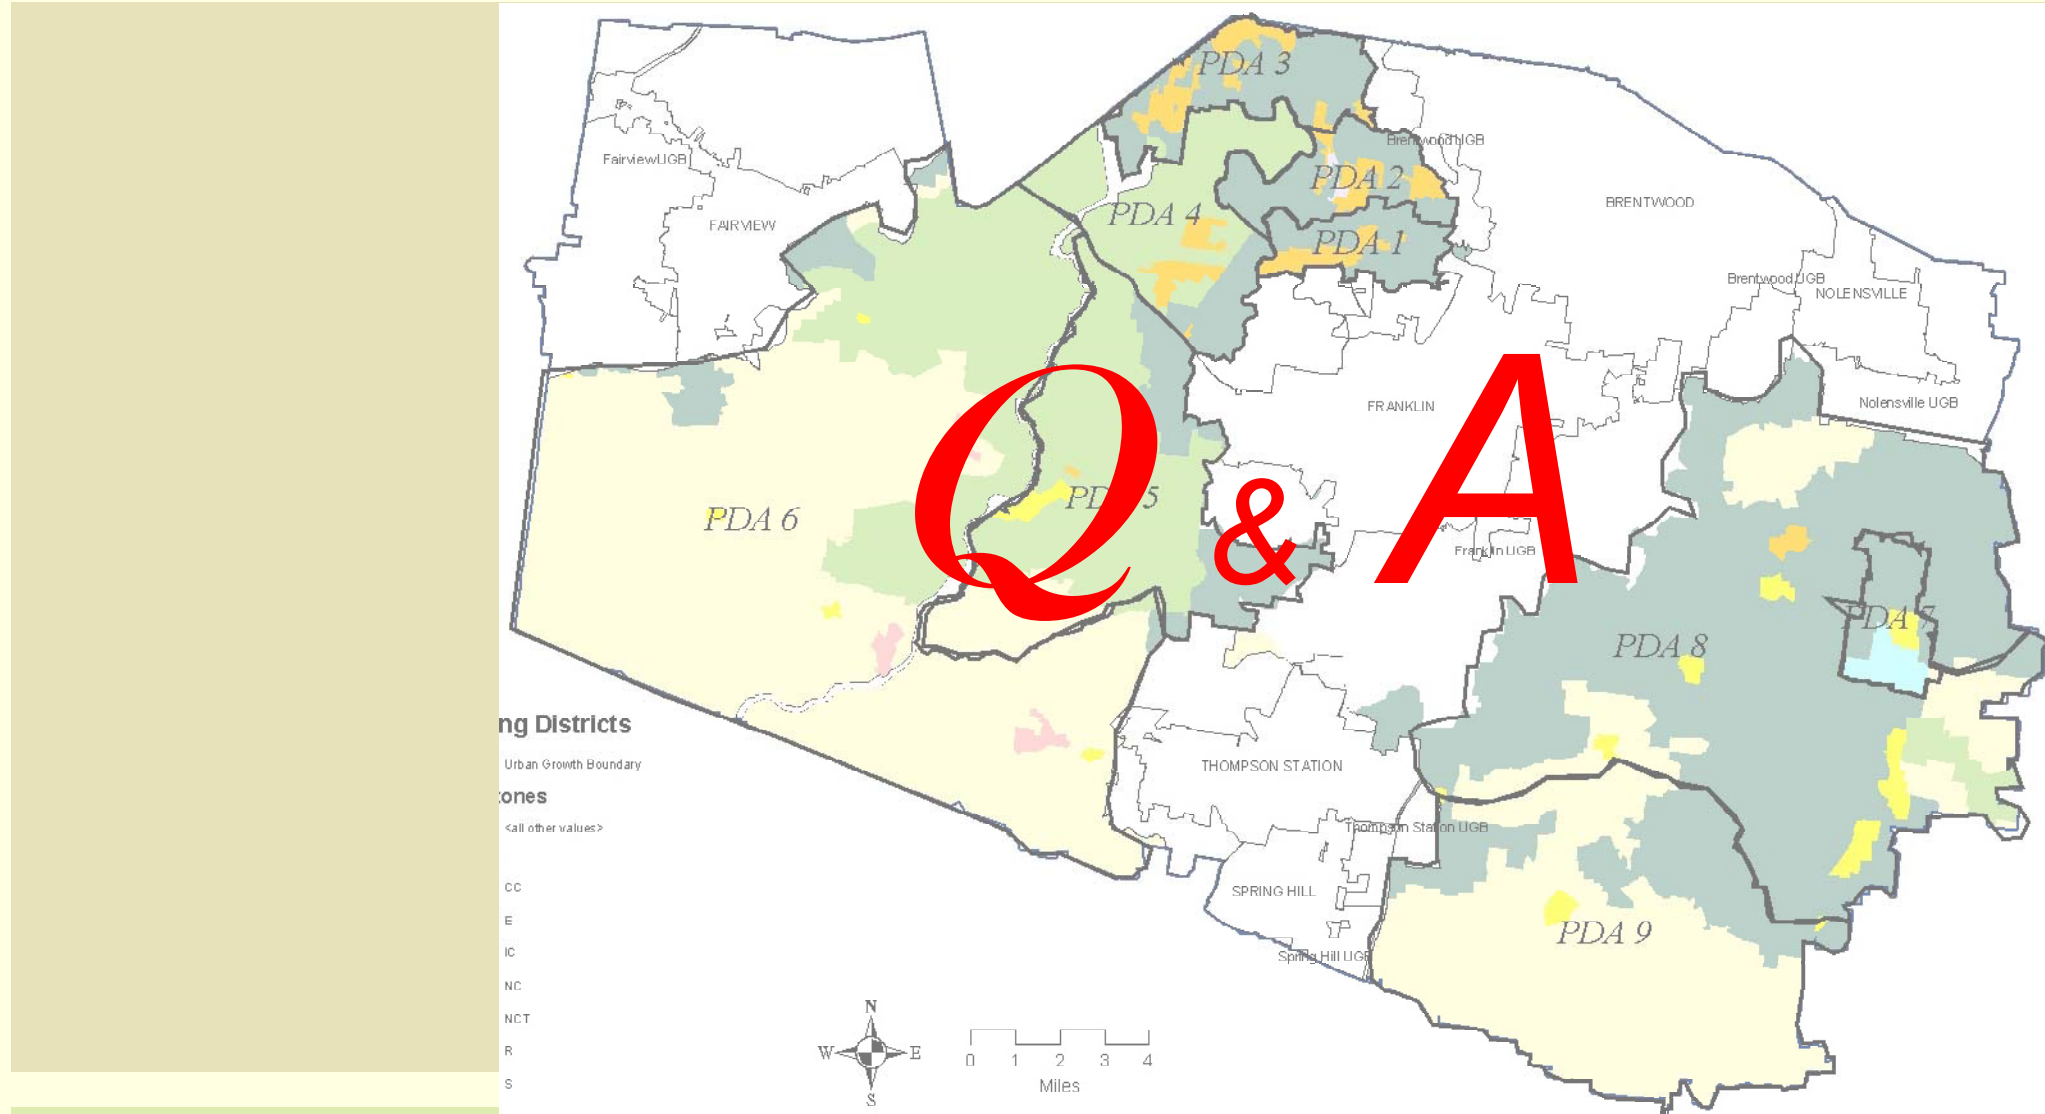 PDA 3
Brentwood UGB
Fairview UGB
PDA 2
BRENTWOOD
PDA 4
FAIRVIEW
PDA 1
Brentwood UGB
NOLENSVILLE
FRANKLIN
Nolensville UGB
Q & A
PDA 5
PDA 6
Franklin UGB
PDA 7
PDA 8
ng Districts
Urban Growth Boundary
THOMPSON STATION
ones
<all other values>
Thompson Station UGB
CC
SPRING HILL
E
PDA 9
IC
Spring Hill UGB
NC
NCT
R
S
N
W E
S
0 1 2 3 4
Miles